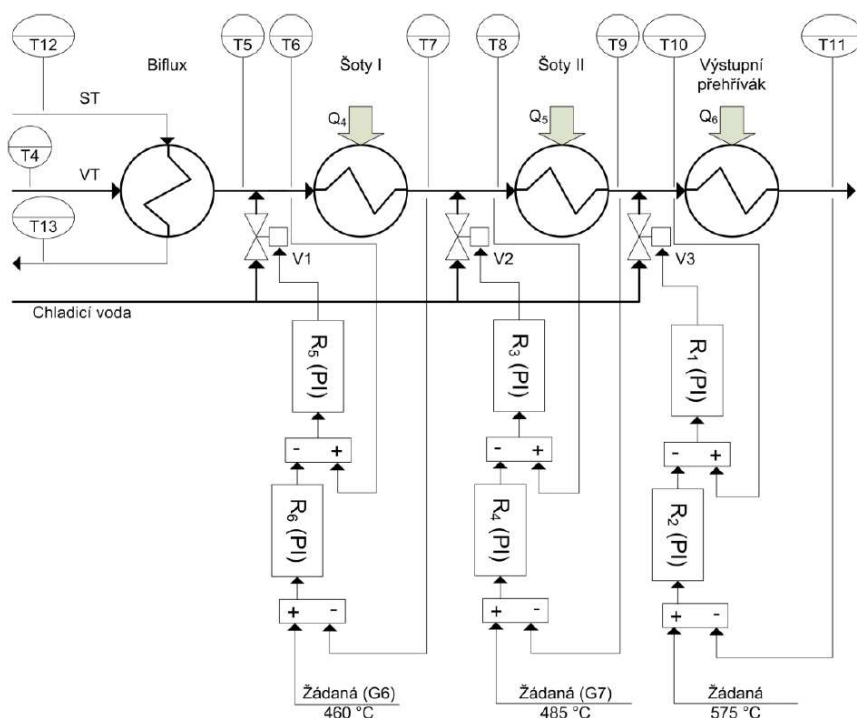 T12
T5
T6
T7
T8
T9
T10
T11
Biflux
Šoty I
Šoty II
Výstupní
přehřívák
ST
Q₄
Q₅
Q₆
T4
VT
T13
V1
V2
V3
Chladicí voda
R₅ (PI)
R₃ (PI)
R₁ (PI)
- +
- +
- +
R₆ (PI)
R₄ (PI)
R₂ (PI)
+ -
+ -
+ -
Žádaná (G6)
460 °C
Žádaná (G7)
485 °C
Žádaná
575 °C